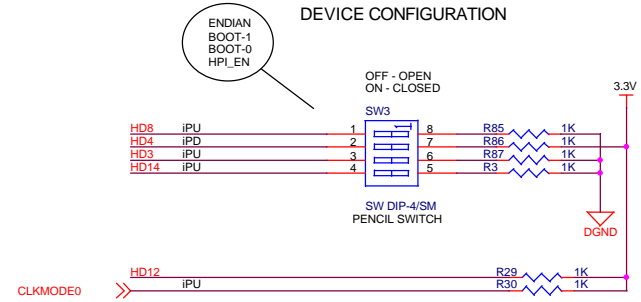 DEVICE CONFIGURATION
ENDIAN
BOOT-1
BOOT-0
HPI_EN
OFF - OPEN
ON - CLOSED
3.3V
SW3
HD8 iPU 1 8 R85 1K
HD4 iPD 2 7 R86 1K
HD3 iPU 3 6 R87 1K
HD14 iPU 4 5 R3 1K
SW DIP-4/SM
PENCIL SWITCH
DGND
HD12 R29 1K
CLKMODE0 iPU R30 1K